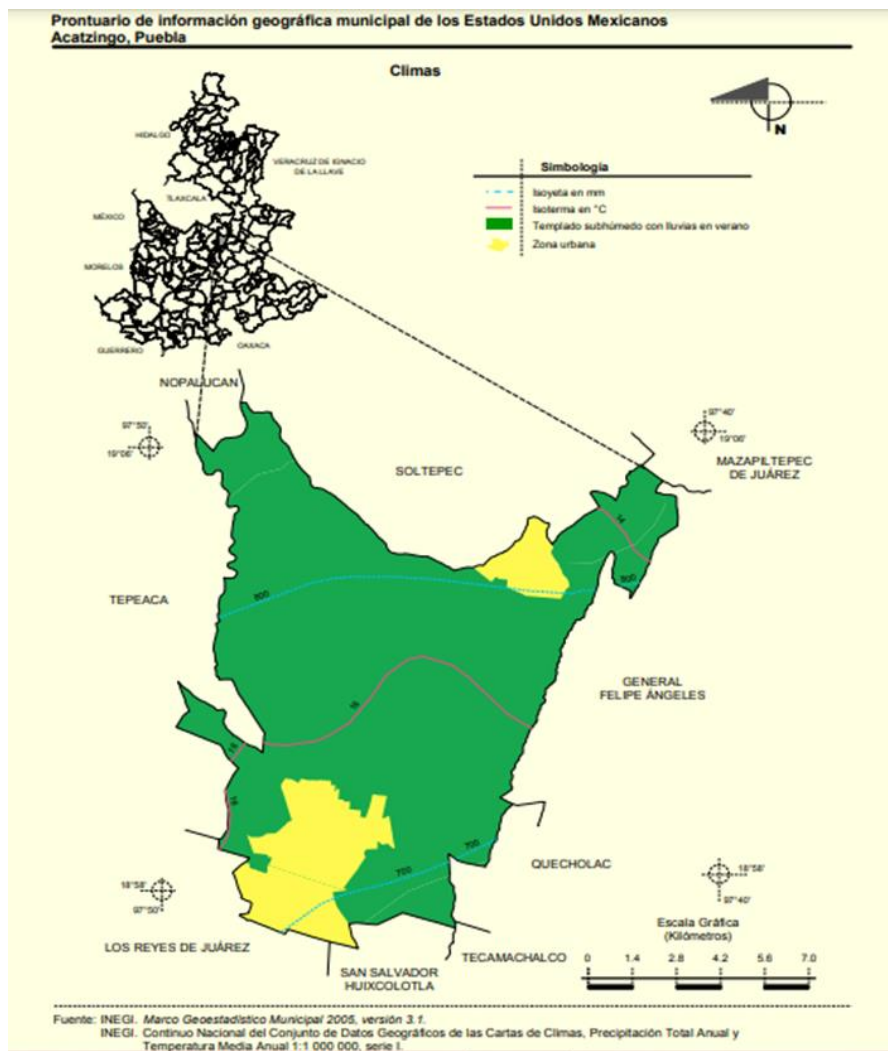 Prontuario de información geográfica municipal de los Estados Unidos Mexicanos
Acatzingo, Puebla
Climas
HIDALGO
VERACRUZ DE IGNACIO
DE LA LLAVE
TLAXCALA
MÉXICO
MORELOS
GUERRERO
OAXACA
N
Simbología
Isoyeta en mm
Isoterma en °C
Templado subhúmedo con lluvias en verano
Zona urbana
NOPALUCAN
97°50'
19°06'
97°40'
19°06'
SOLTEPEC
MAZAPILTEPEC
DE JUÁREZ
14
TEPEACA
800
800
GENERAL
FELIPE ÁNGELES
16
16
16
700
700
QUECHOLAC
18°58'
97°50'
18°58'
97°40'
LOS REYES DE JUÁREZ
SAN SALVADOR
HUIXCOLOTLA
TECAMACHALCO
Escala Gráfica
(Kilómetros)
0 1.4 2.8 4.2 5.6 7.0
Fuente: INEGI. Marco Geoestadístico Municipal 2005, versión 3.1.
INEGI. Continuo Nacional del Conjunto de Datos Geográficos de las Cartas de Climas, Precipitación Total Anual y
Temperatura Media Anual 1:1 000 000, serie I.